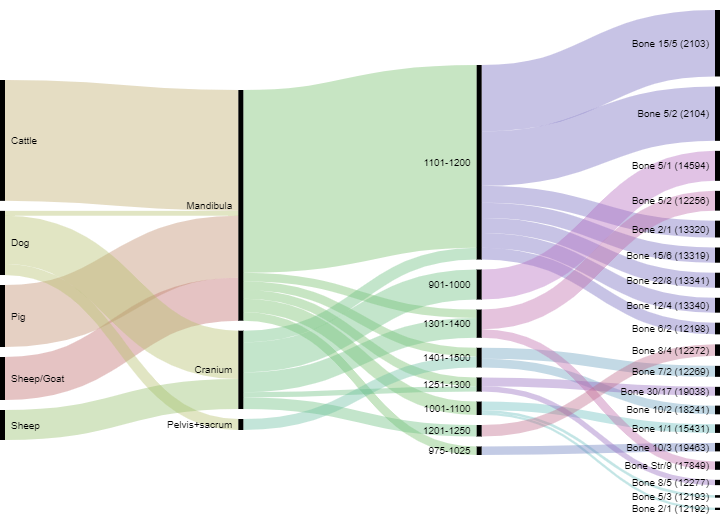 Cattle
Dog
Pig
Sheep/Goat
Sheep
Mandibula
Cranium
Pelvis+sacrum
1101-1200
901-1000
1301-1400
1401-1500
1251-1300
1001-1100
1201-1250
975-1025
Bone 15/5 (2103)
Bone 5/2 (2104)
Bone 5/1 (14594)
Bone 5/2 (12256)
Bone 2/1 (13320)
Bone 15/6 (13319)
Bone 22/8 (13341)
Bone 12/4 (13340)
Bone 6/2 (12198)
Bone 8/4 (12272)
Bone 7/2 (12269)
Bone 30/17 (19038)
Bone 10/2 (18241)
Bone 1/1 (15431)
Bone 10/3 (19463)
Bone Str/9 (17849)
Bone 8/5 (12277)
Bone 5/3 (12193)
Bone 2/1 (12192)